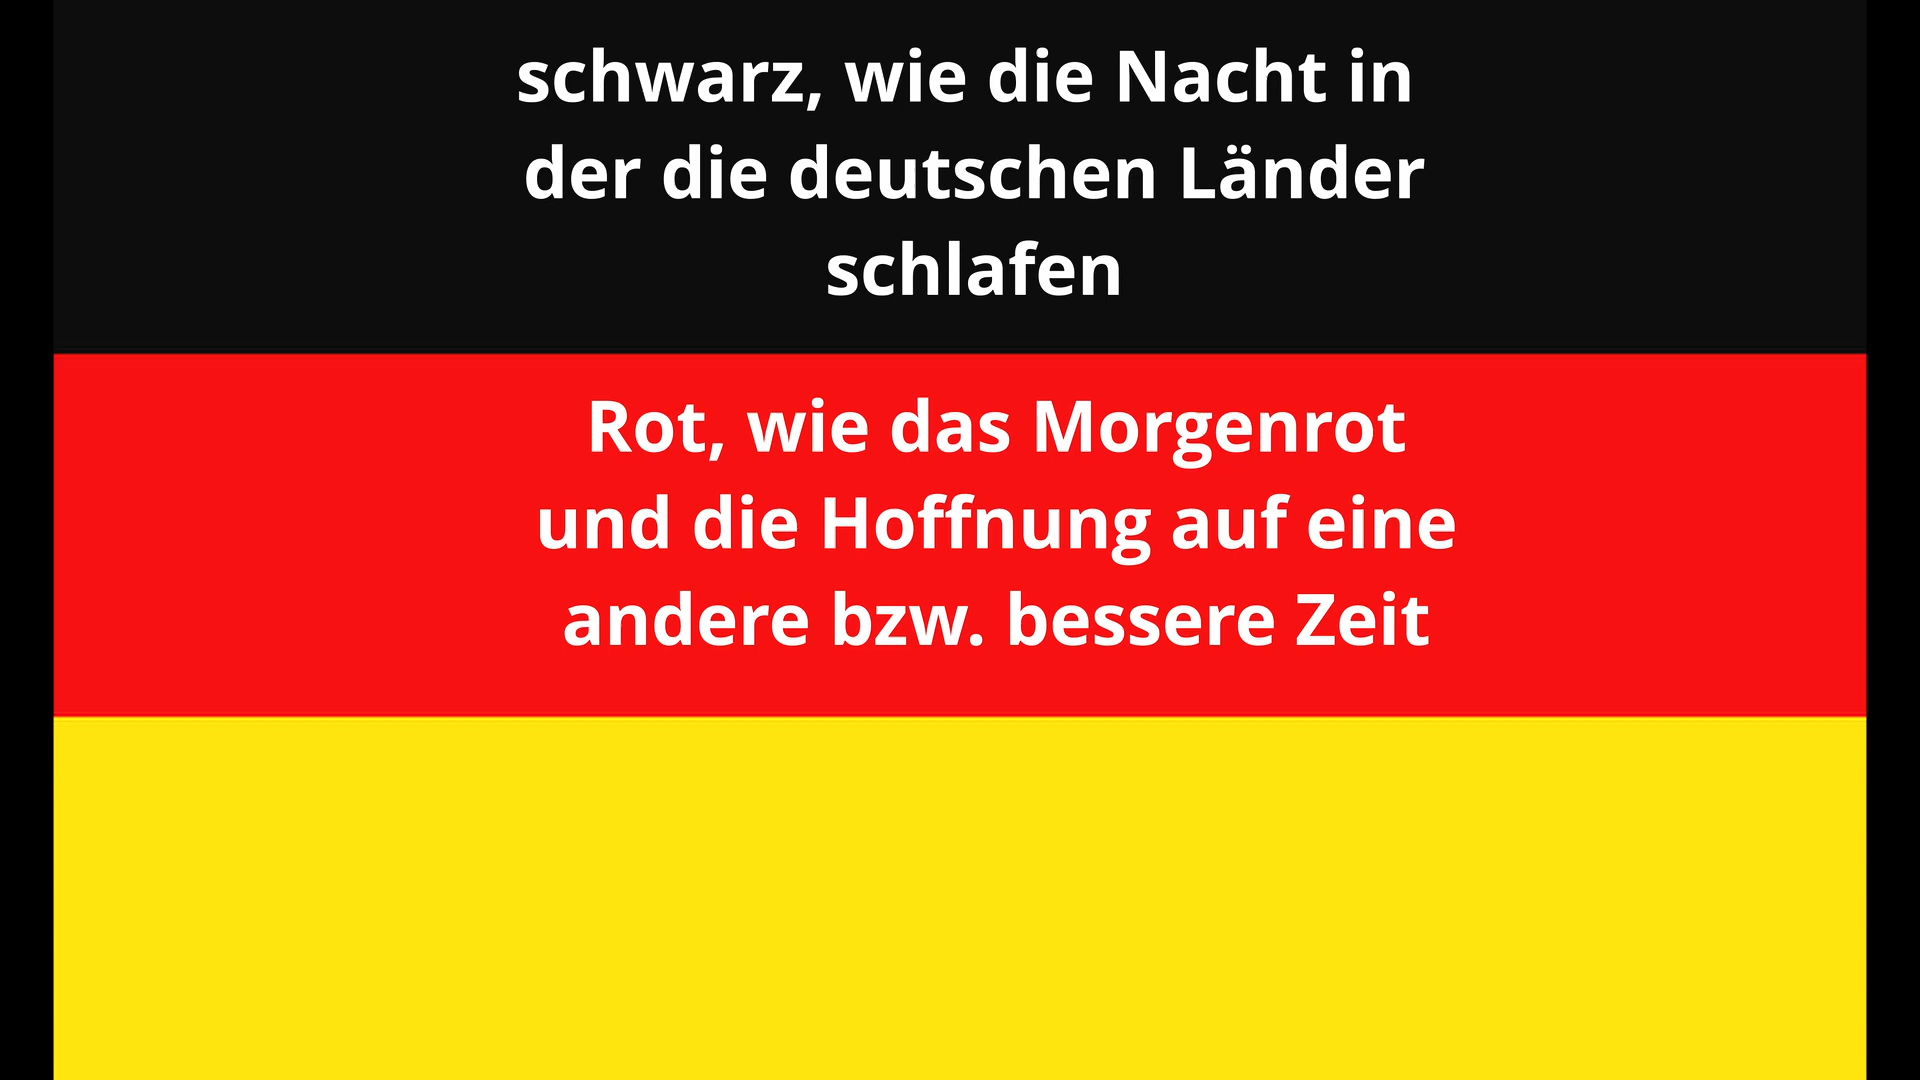 schwarz, wie die Nacht in
der die deutschen Länder
schlafen
Rot, wie das Morgenrot
und die Hoffnung auf eine
andere bzw. bessere Zeit